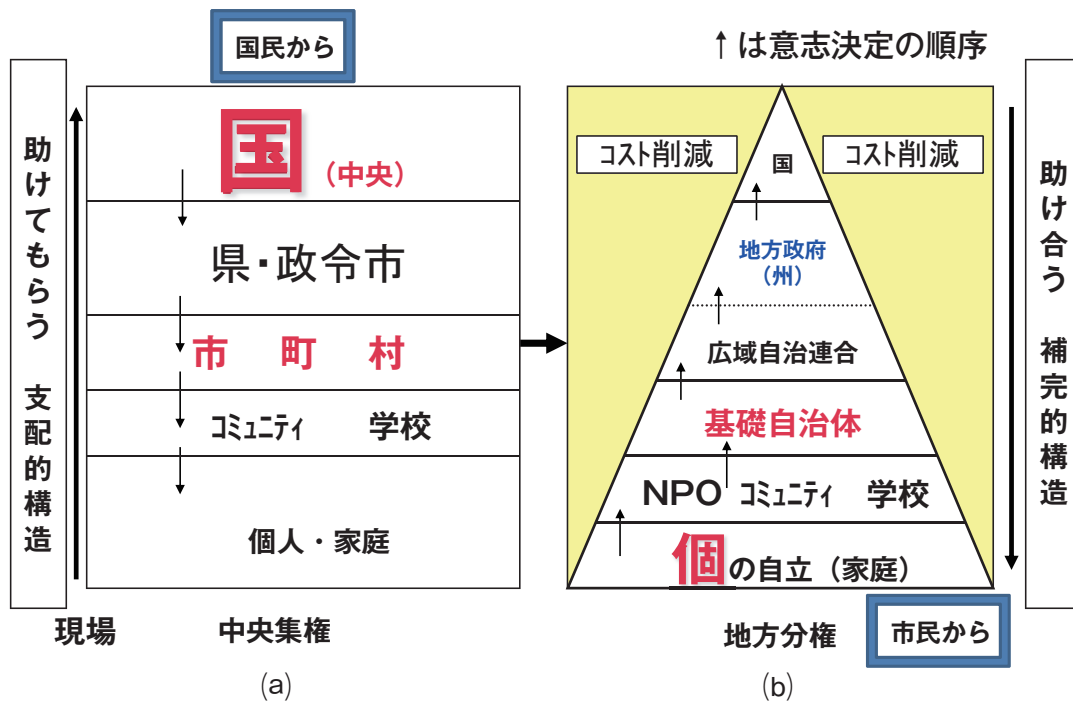 国民から
↑は意志決定の順序
助けてもらう 支配的構造
国(中央)
県・政令市
市 町 村
コミュニティ 学校
個人・家庭
現場
中央集権
(a)
コスト削減
コスト削減
国
地方政府
(州)
広域自治連合
基礎自治体
NPO コミュニティ 学校
個の自立(家庭)
助け合う 補完的構造
地方分権
市民から
(b)